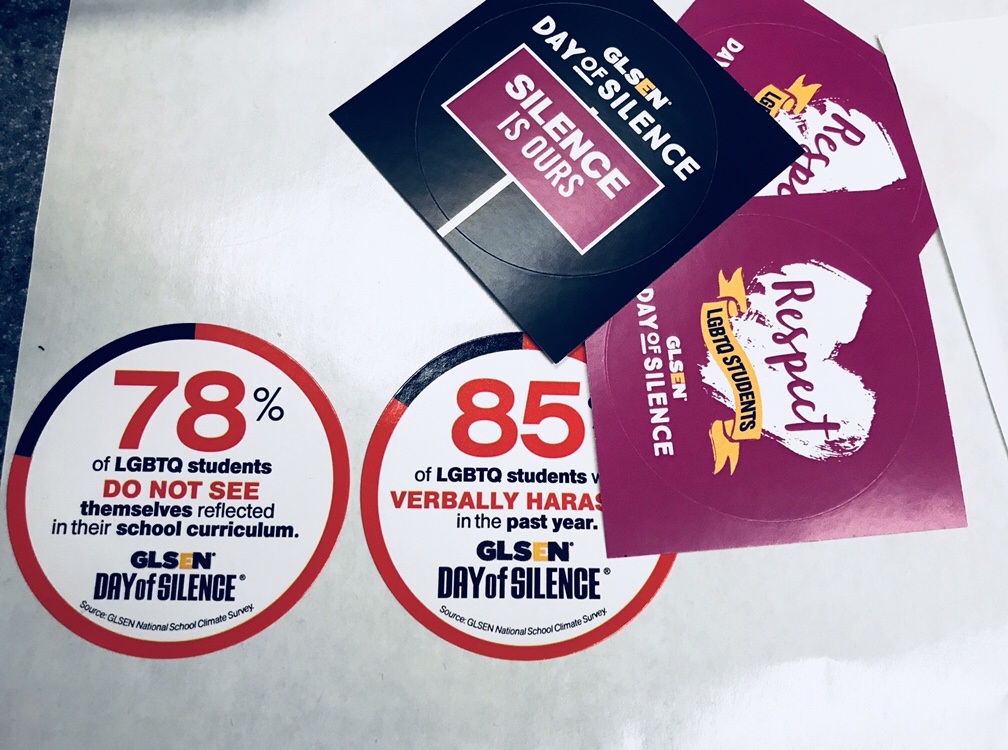 GLSEN®
DAY OF SILENCE
SILENCE
IS OURS
DAY
LGB
Respe
Respect
LGBTQ STUDENTS
GLSEN®
DAY OF SILENCE
78%
of LGBTQ students
DO NOT SEE
themselves reflected
in their school curriculum.
GLSEN®
DAY of SILENCE®
Source: GLSEN National School Climate Survey.
85
of LGBTQ students
VERBALLY HARAS
in the past year.
GLSEN®
DAY of SILENCE®
Source: GLSEN National School Climate Survey.